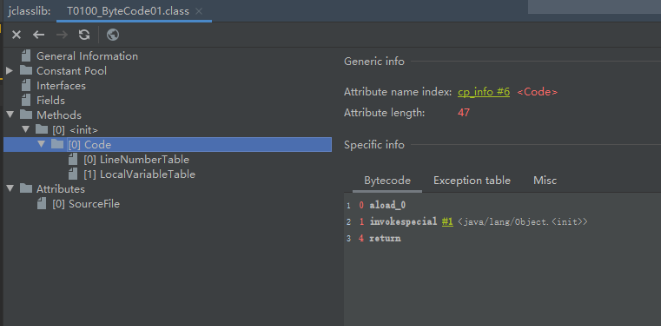 jclasslib: T0100_ByteCode01.class
General Information
Constant Pool
Interfaces
Fields
Methods
[0] <init>
[0] Code
[0] LineNumberTable
[1] LocalVariableTable
Attributes
[0] SourceFile
Generic info
Attribute name index: cp_info #6 <Code>
Attribute length: 47
Specific info
Bytecode Exception table Misc
1 0 aload_0
2 1 invokespecial #1 <java/lang/Object.<init>>
3 4 return